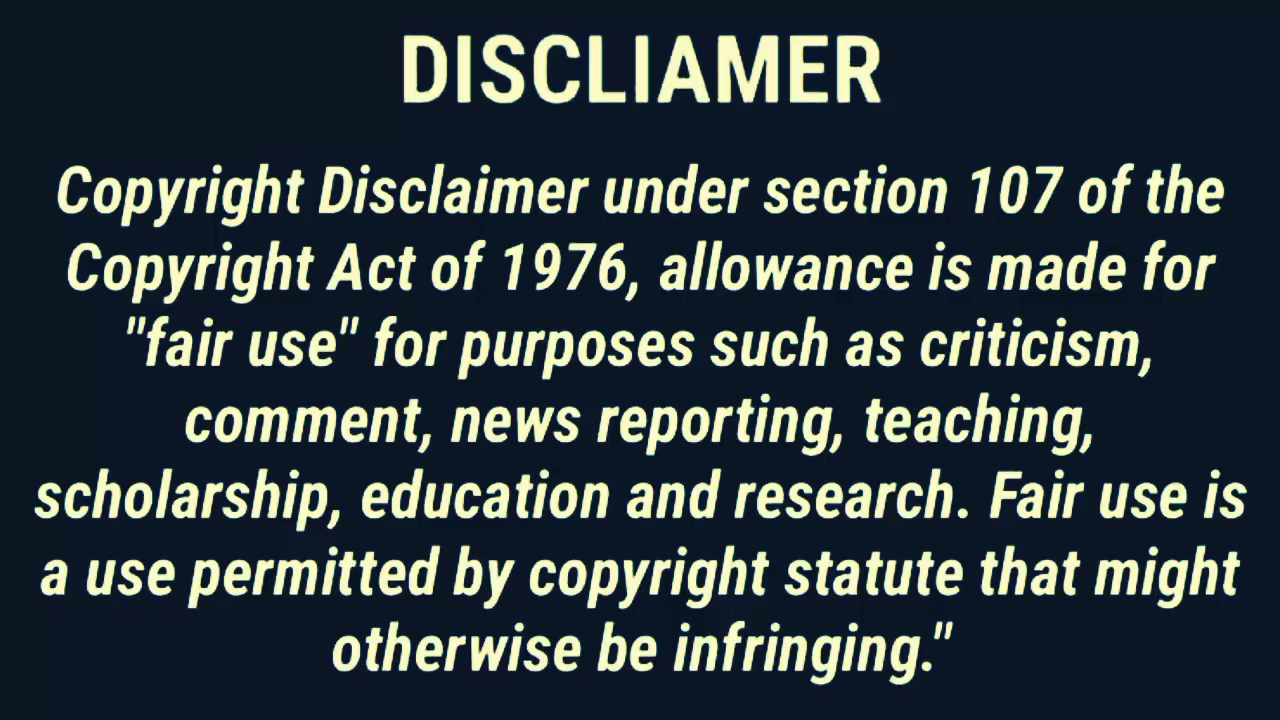 DISCLIAMER
Copyright Disclaimer under section 107 of the
Copyright Act of 1976, allowance is made for
"fair use" for purposes such as criticism,
comment, news reporting, teaching,
scholarship, education and research. Fair use is
a use permitted by copyright statute that might
otherwise be infringing."